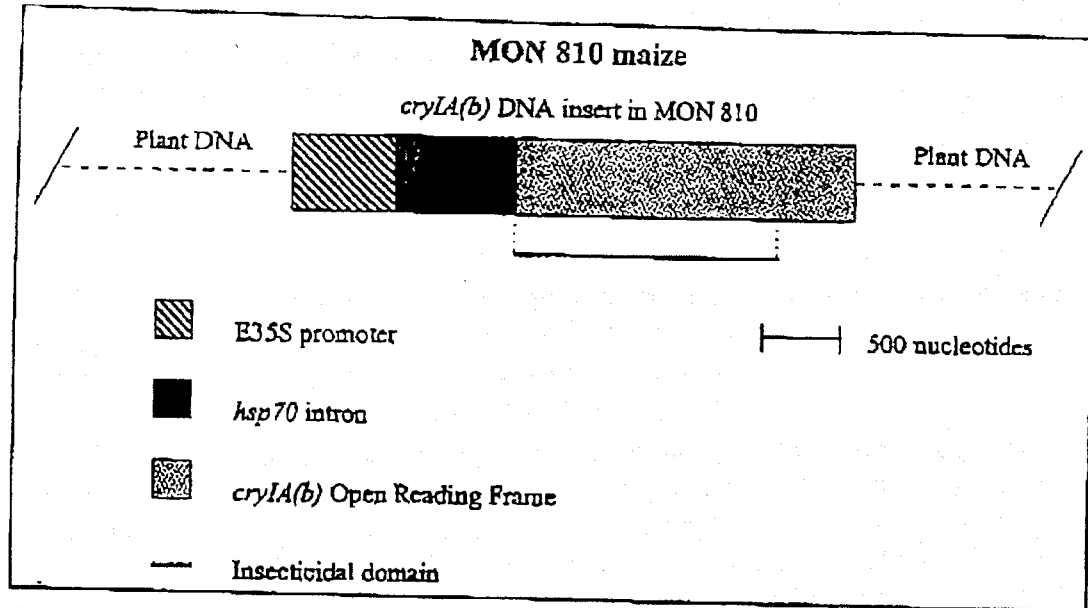 MON 810 maize
cryIA(b) DNA insert in MON 810
Plant DNA
Plant DNA
E35S promoter
500 nucleotides
hsp70 intron
cryIA(b) Open Reading Frame
Insecticidal domain